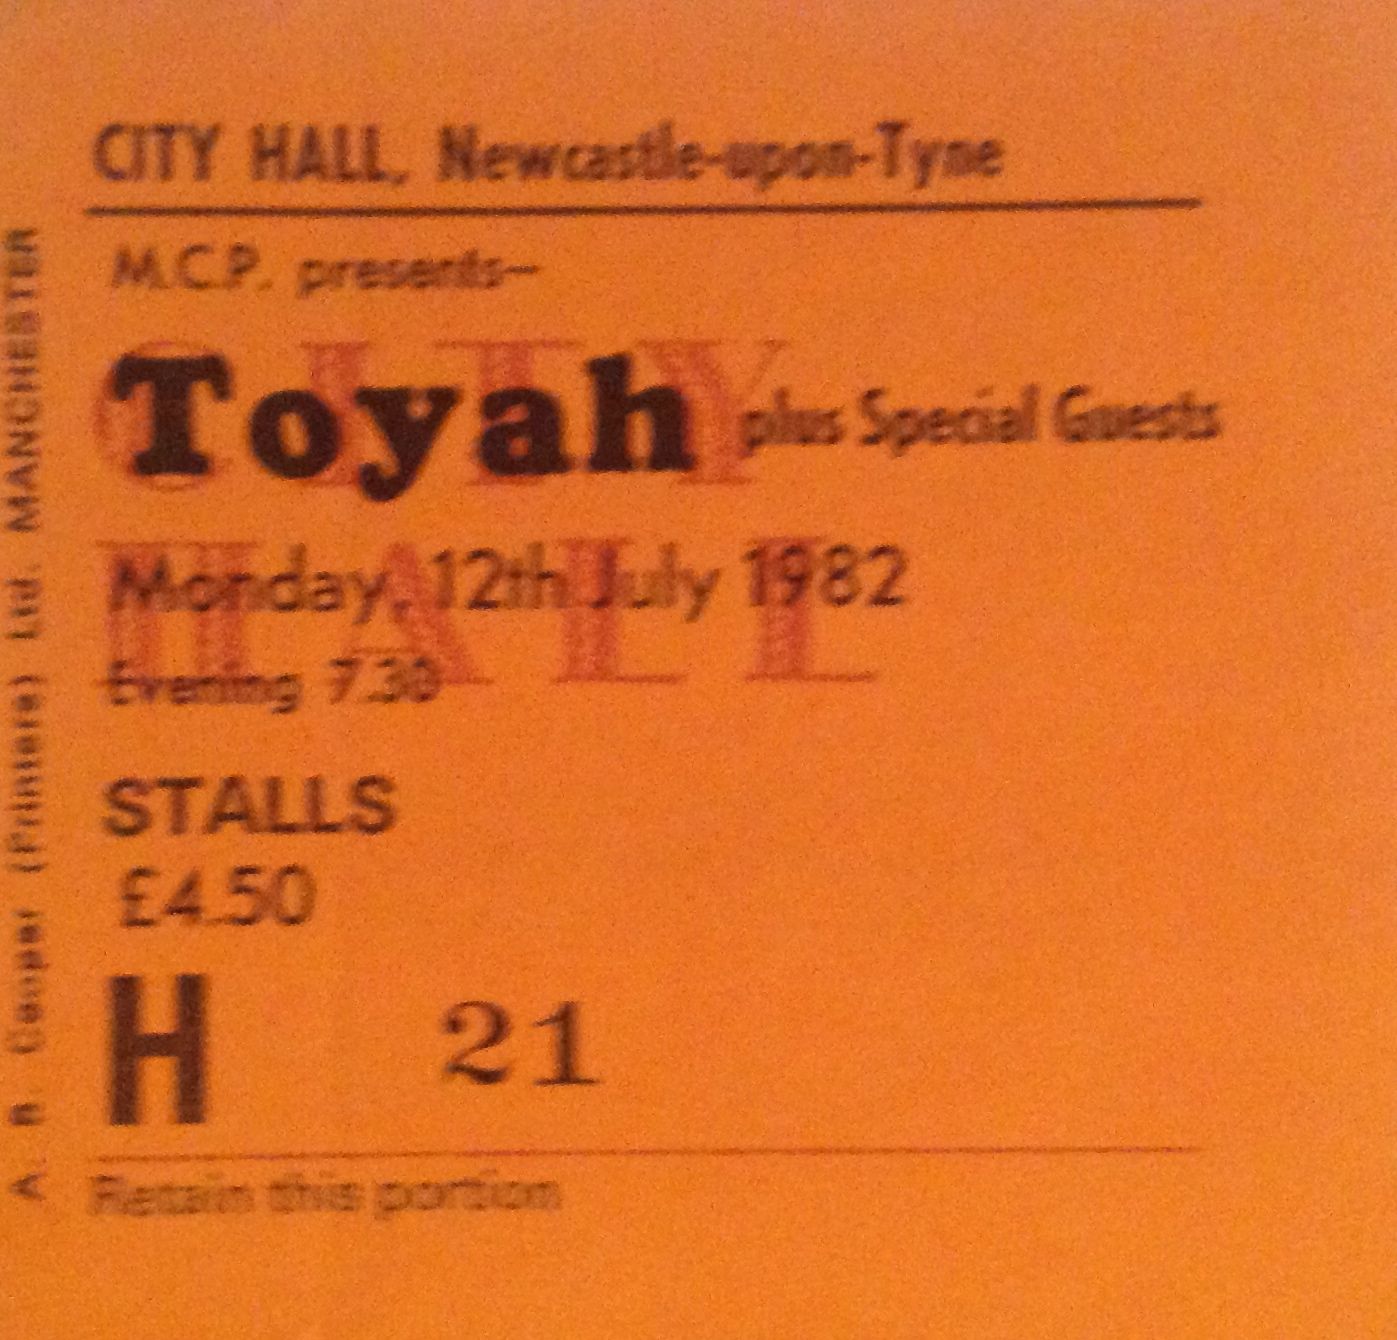 CITY HALL, Newcastle-upon-Tyne
M.C.P. presents—
Toyah plus Special Guests
CITY
HALL
Monday, 12th July 1982
Evening 7.30
STALLS
£4.50
H 21
Retain this portion
A. B. Cooper (Printers) Ltd. MANCHESTER